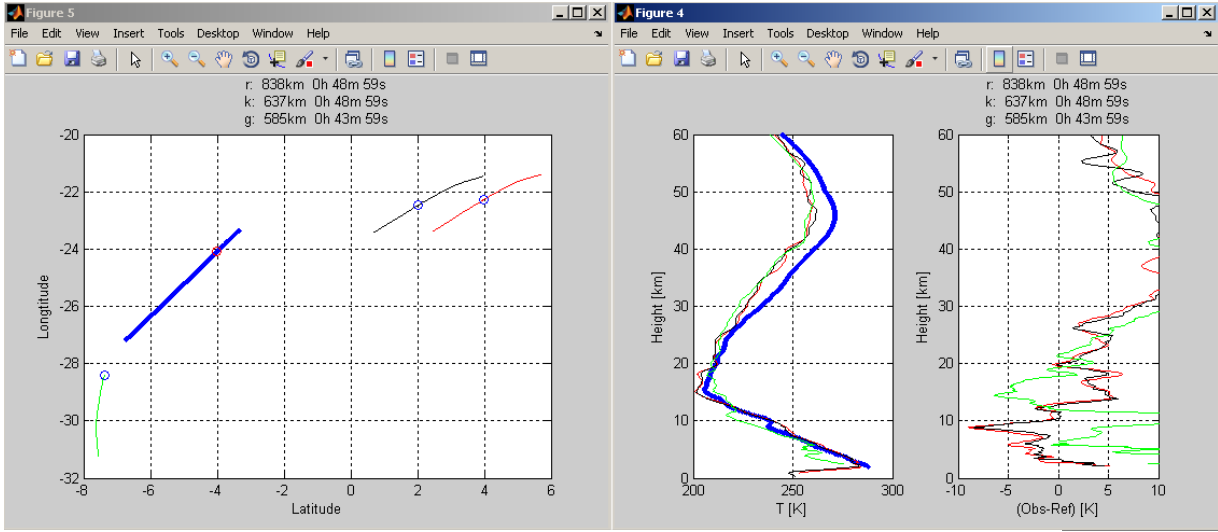 Figure 5
File Edit View Insert Tools Desktop Window Help
r: 838km 0h 48m 59s
k: 637km 0h 48m 59s
g: 585km 0h 43m 59s
-20
-22
-24
-26
-28
-30
-32
Longtitude
-8 -6 -4 -2 0 2 4 6
Latitude
Figure 4
File Edit View Insert Tools Desktop Window Help
r: 838km 0h 48m 59s
k: 637km 0h 48m 59s
g: 585km 0h 43m 59s
60
50
40
30
20
10
0
Height [km]
200 250 300
T [K]
60
50
40
30
20
10
0
Height [km]
-10 -5 0 5 10
(Obs-Ref) [K]